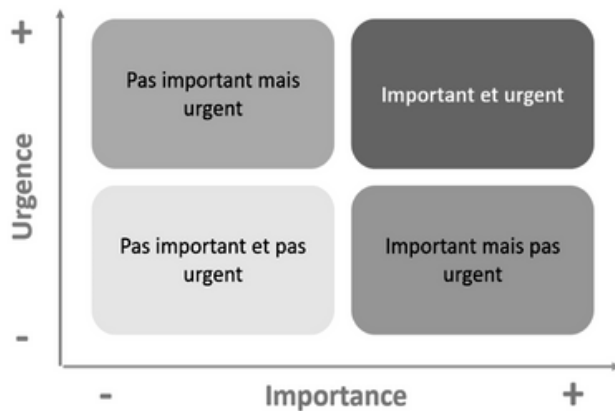 +
Pas important mais
urgent
Important et urgent
Urgence
Pas important et pas
urgent
Important mais pas
urgent
-
-
Importance
+